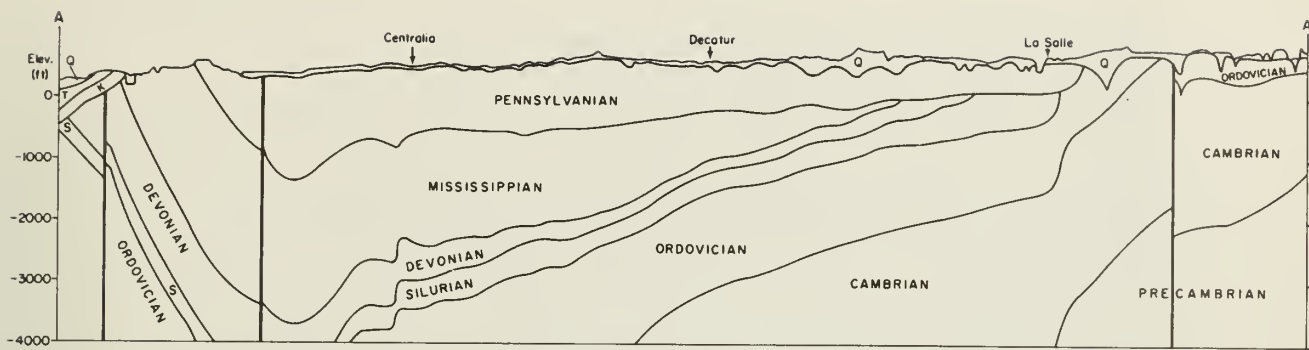 A
A
Elev.
(ft)
Centralia
Decatur
La Salle
Q
Q
Q
T
K
S
S
ORDOVICIAN
0
-1000
-2000
-3000
-4000
PENNSYLVANIAN
MISSISSIPPIAN
DEVONIAN
ORDOVICIAN
DEVONIAN
SILURIAN
ORDOVICIAN
CAMBRIAN
CAMBRIAN
PRECAMBRIAN